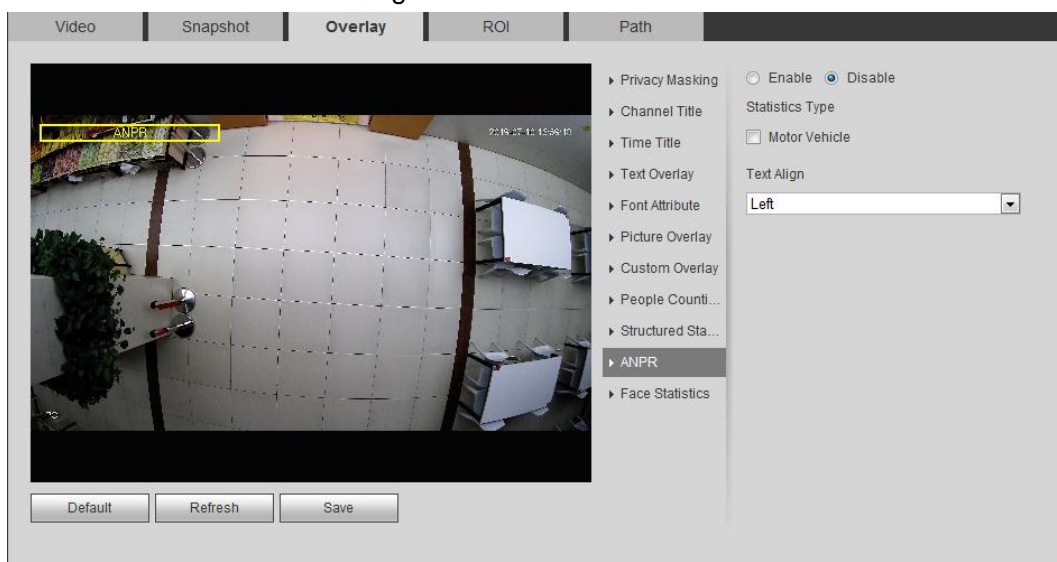 Video Snapshot Overlay ROI Path
ANPR
Privacy Masking
Channel Title
Time Title
Text Overlay
Font Attribute
Picture Overlay
Custom Overlay
People Counti...
Structured Sta...
ANPR
Face Statistics
Enable Disable
Statistics Type
Motor Vehicle
Text Align
Left
Default Refresh Save